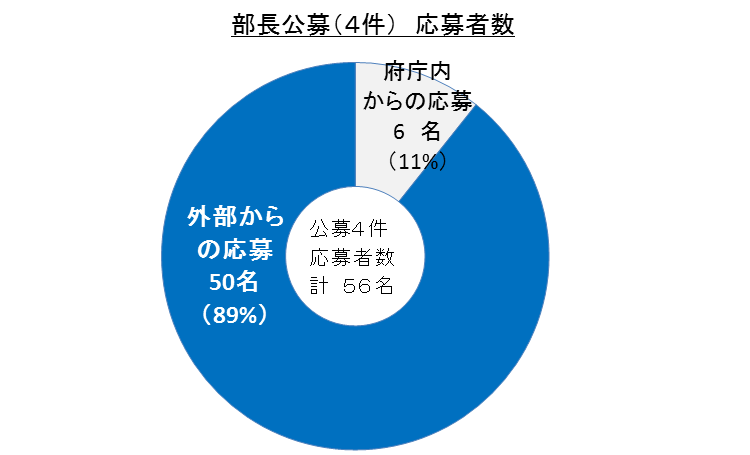 部長公募（４件）　応募者数
府庁内
からの応募
6　名
（11%）
外部から
の応募
50名
（89%）
公募４件
応募者数
計　５６名